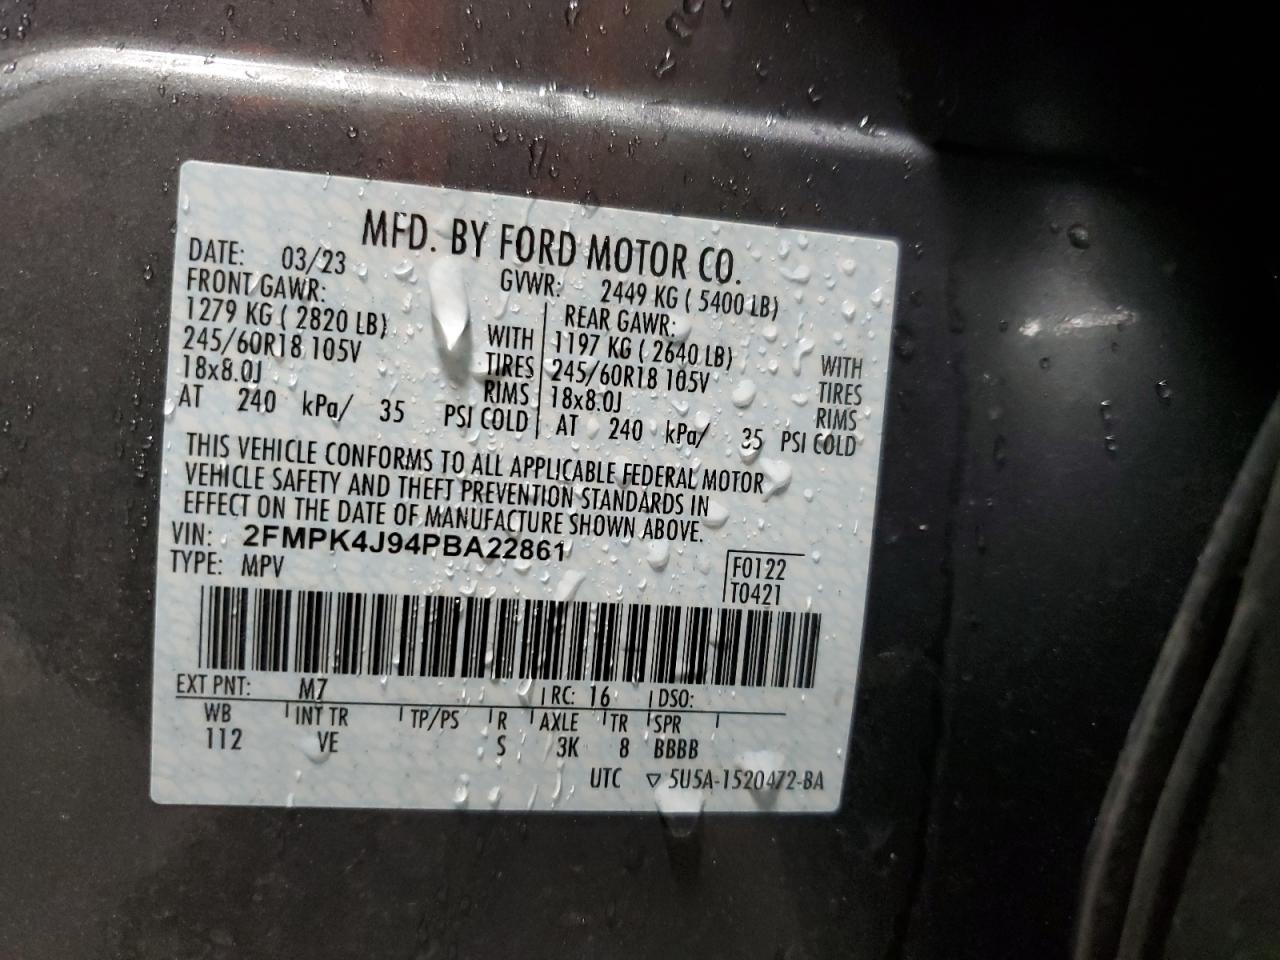 MFD. BY FORD MOTOR CO.
DATE: 03/23 GVWR: 2449 KG ( 5400 LB)
FRONT GAWR: REAR GAWR:
1279 KG ( 2820 LB) WITH 1197 KG ( 2640 LB) WITH
245/60R18 105V TIRES 245/60R18 105V TIRES
18x8.0J RIMS 18x8.0J RIMS
AT 240 kPa/ 35 PSI COLD AT 240 kPa/ 35 PSI COLD
THIS VEHICLE CONFORMS TO ALL APPLICABLE FEDERAL MOTOR
VEHICLE SAFETY AND THEFT PREVENTION STANDARDS IN
EFFECT ON THE DATE OF MANUFACTURE SHOWN ABOVE.
VIN: 2FMPK4J94PBA22861
TYPE: MPV
F0122
T0421
EXT PNT: M7 RC: 16 DSO:
WB INT TR TP/PS R AXLE TR SPR
112 VE S 3K 8 BBBB
UTC ▽ 5U5A-1520472-BA